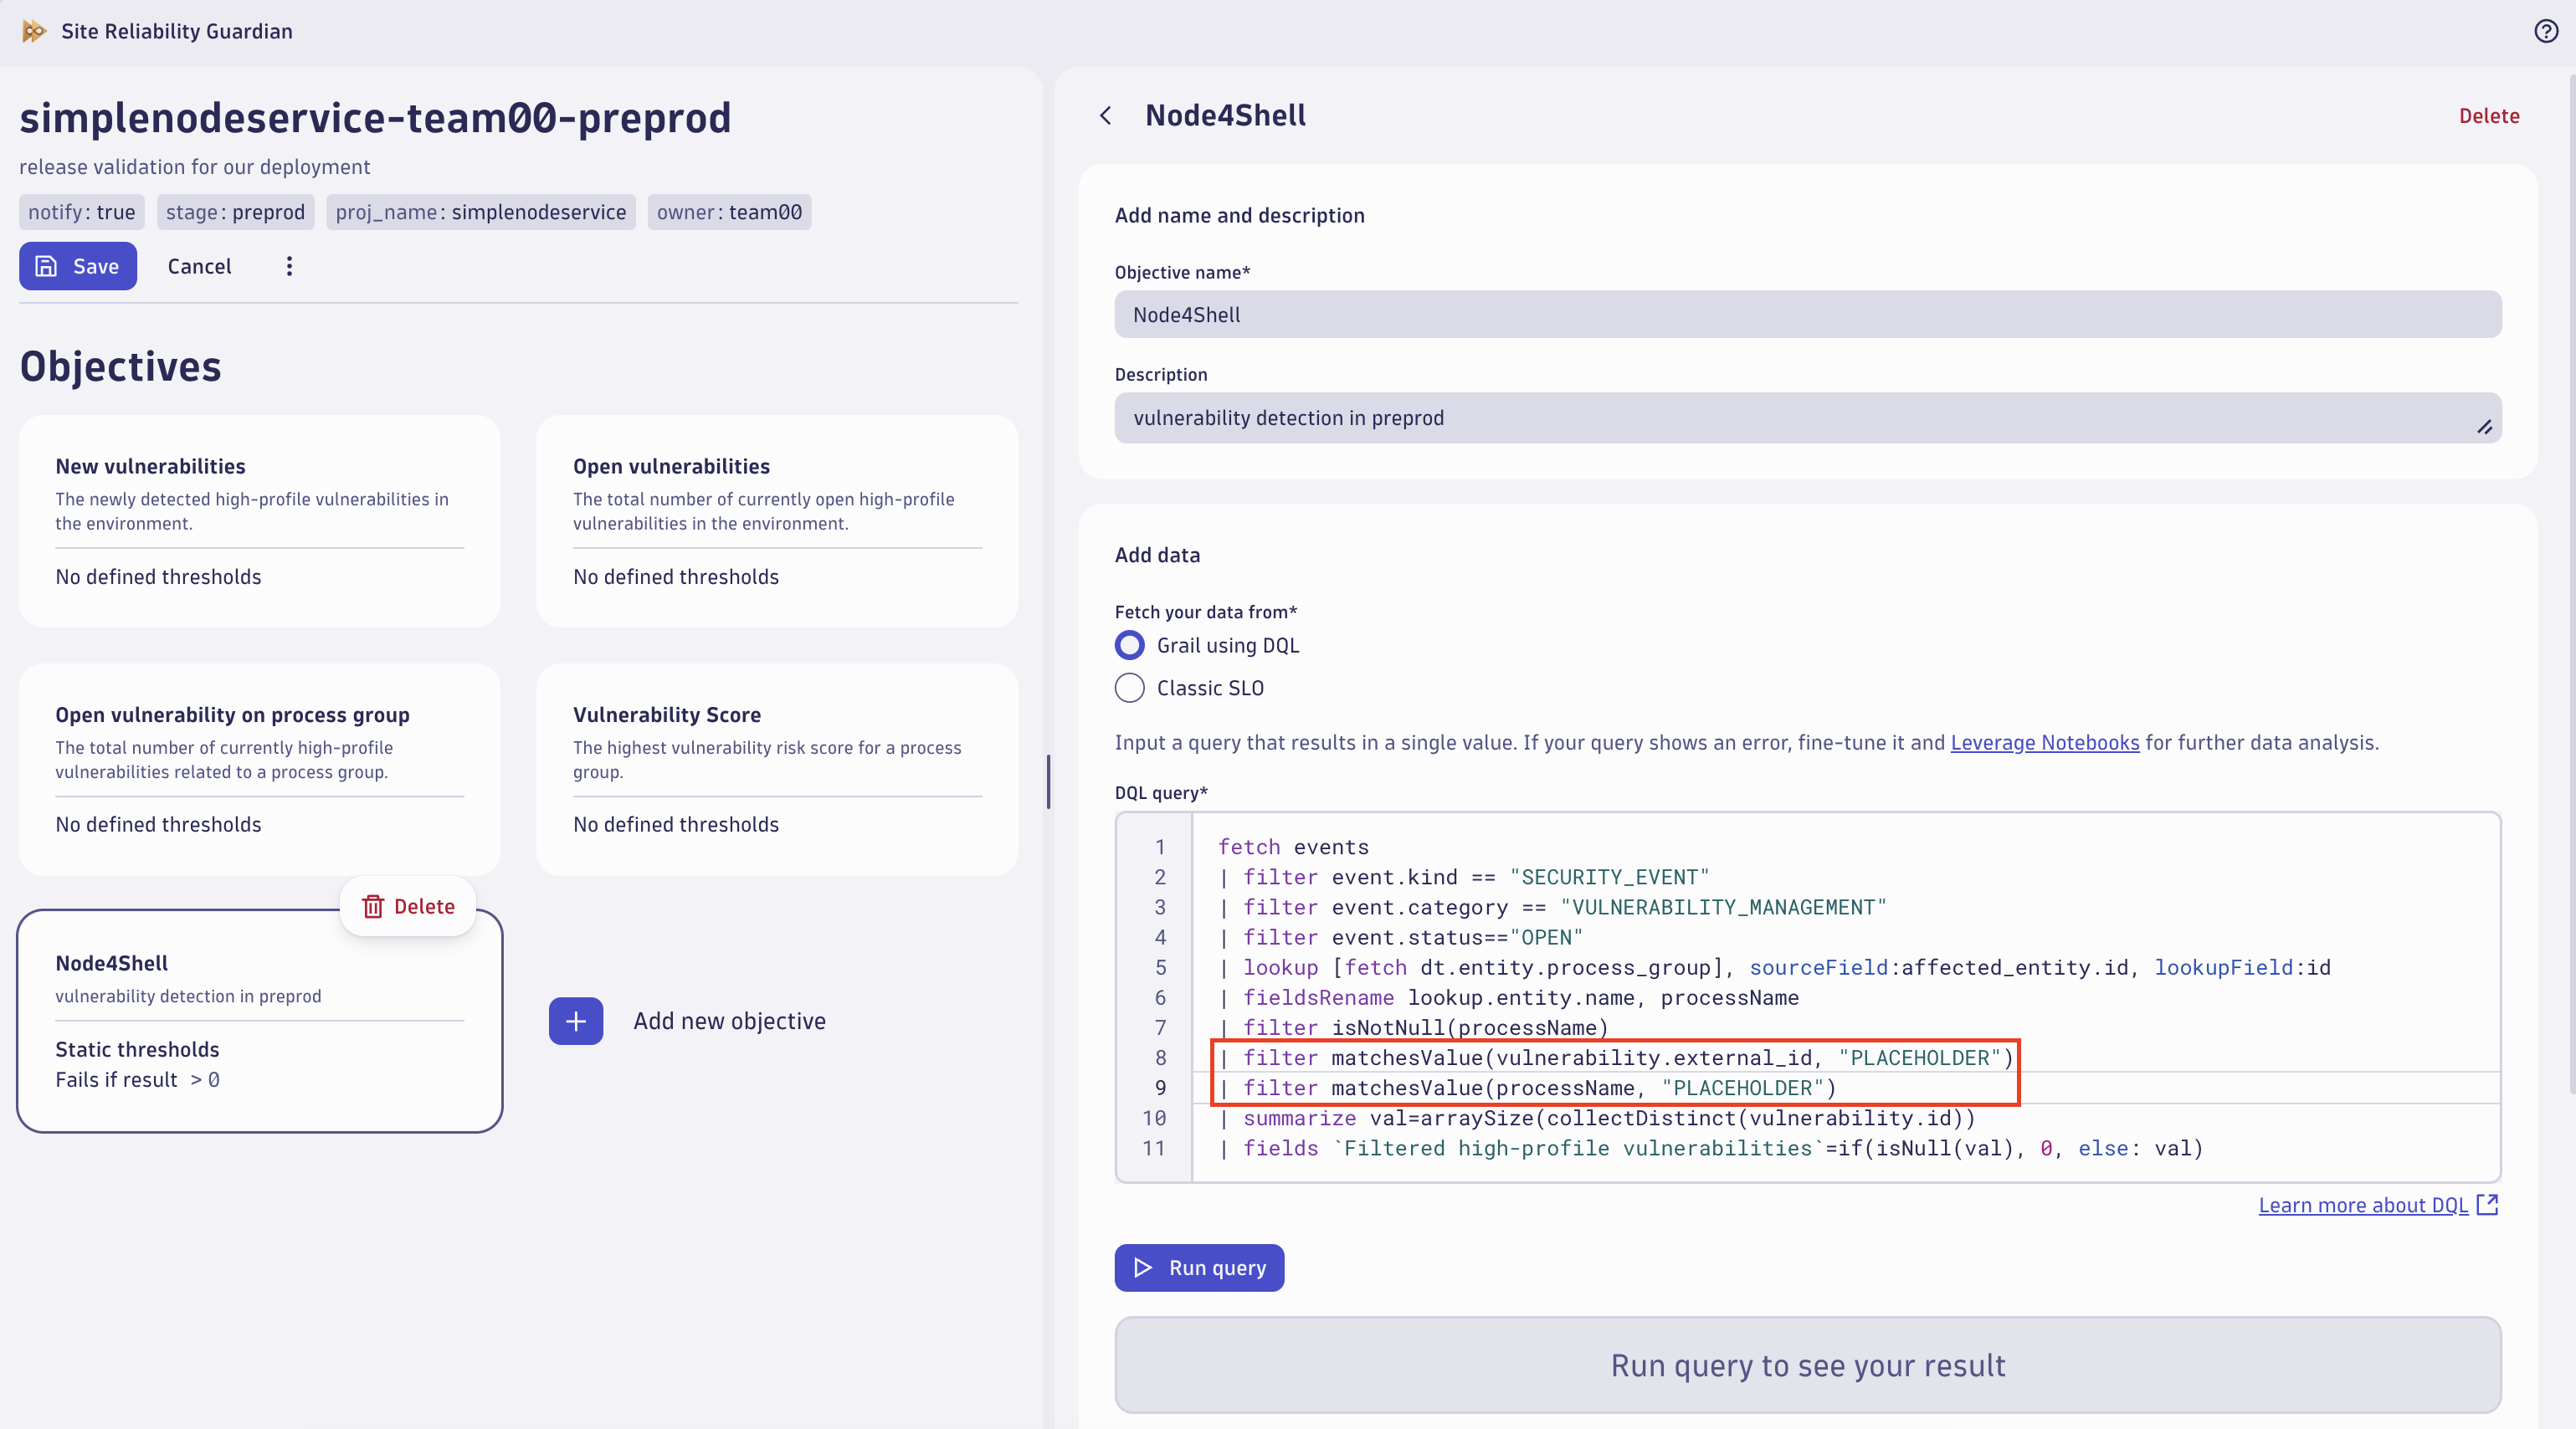 Site Reliability Guardian
simplenodeservice-team00-preprod
release validation for our deployment
notify: true stage: preprod proj_name: simplenodeservice owner: team00
Save Cancel
Objectives
New vulnerabilities
The newly detected high-profile vulnerabilities in
the environment.
No defined thresholds
Open vulnerabilities
The total number of currently open high-profile
vulnerabilities in the environment.
No defined thresholds
Open vulnerability on process group
The total number of currently high-profile
vulnerabilities related to a process group.
No defined thresholds
Vulnerability Score
The highest vulnerability risk score for a process
group.
No defined thresholds
Delete
Node4Shell
vulnerability detection in preprod
Static thresholds
Fails if result > 0
Add new objective
Node4Shell
Delete
Add name and description
Objective name*
Node4Shell
Description
vulnerability detection in preprod
Add data
Fetch your data from*
Grail using DQL
Classic SLO
Input a query that results in a single value. If your query shows an error, fine-tune it and Leverage Notebooks for further data analysis.
DQL query*
1 fetch events
2 | filter event.kind == "SECURITY_EVENT"
3 | filter event.category == "VULNERABILITY_MANAGEMENT"
4 | filter event.status=="OPEN"
5 | lookup [fetch dt.entity.process_group], sourceField:affected_entity.id, lookupField:id
6 | fieldsRename lookup.entity.name, processName
7 | filter isNotNull(processName)
8 | filter matchesValue(vulnerability.external_id, "PLACEHOLDER")
9 | filter matchesValue(processName, "PLACEHOLDER")
10 | summarize val=arraySize(collectDistinct(vulnerability.id))
11 | fields `Filtered high-profile vulnerabilities`=if(isNull(val), 0, else: val)
Learn more about DQL
Run query
Run query to see your result